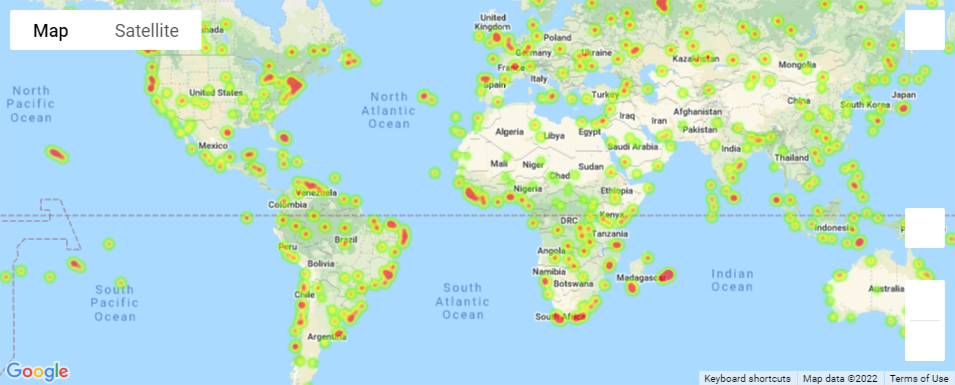 Map
Satellite
nada
United
Kingdom
Poland
Germany
Ukraine
France
Kazakhstan
Mongolia
Spain
Italy
Turkey
North
Pacific
Ocean
United States
North
Atlantic
Ocean
China
South Korea
Japan
Iraq
Iran
Afghanistan
Pakistan
Algeria
Libya
Egypt
Saudi Arabia
India
Mexico
Mali
Niger
Chad
Sudan
Thailand
Nigeria
Ethiopia
Venezuela
Colombia
Kenya
DRC
Indonesia
P
Tanzania
Peru
Brazil
Angola
Bolivia
Namibia
Botswana
Madagascar
Indian
Ocean
South
Pacific
Ocean
South
Atlantic
Ocean
Australia
Chile
South Africa
Argentina
Google
Keyboard shortcuts
Map data ©2022
Terms of Use